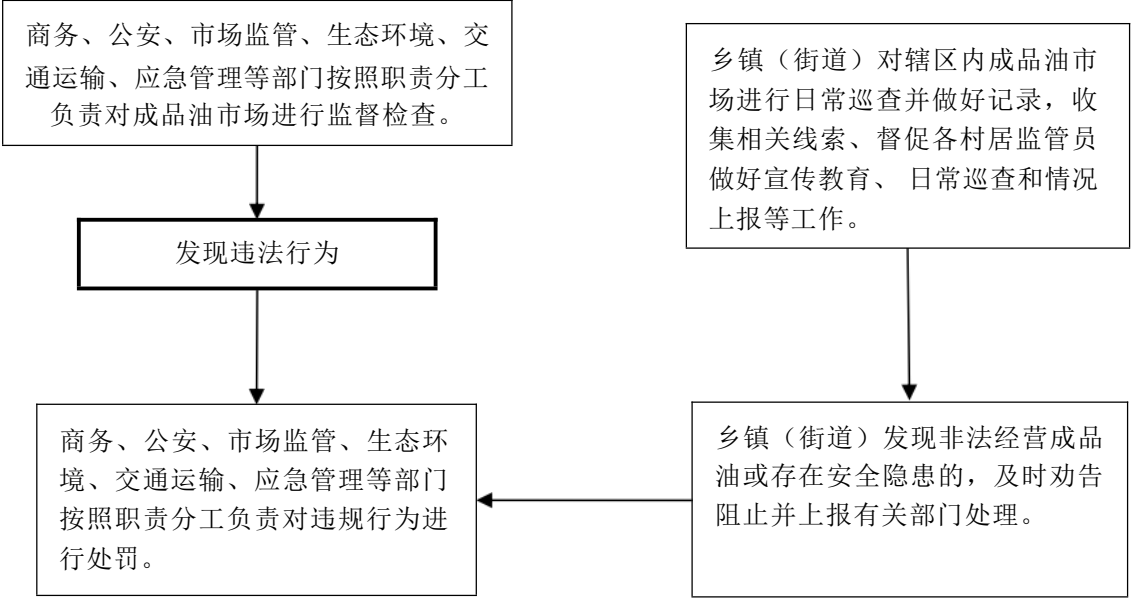 商务、公安、市场监管、生态环境、交
通运输、应急管理等部门按照职责分工
负责对成品油市场进行监督检查。
发现违法行为
商务、公安、市场监管、生态环
境、交通运输、应急管理等部门
按照职责分工负责对违规行为进
行处罚。
乡镇（街道）对辖区内成品油市
场进行日常巡查并做好记录，收
集相关线索、督促各村居监管员
做好宣传教育、 日常巡查和情况
上报等工作。
乡镇（街道）发现非法经营成品
油或存在安全隐患的，及时劝告
阻止并上报有关部门处理。